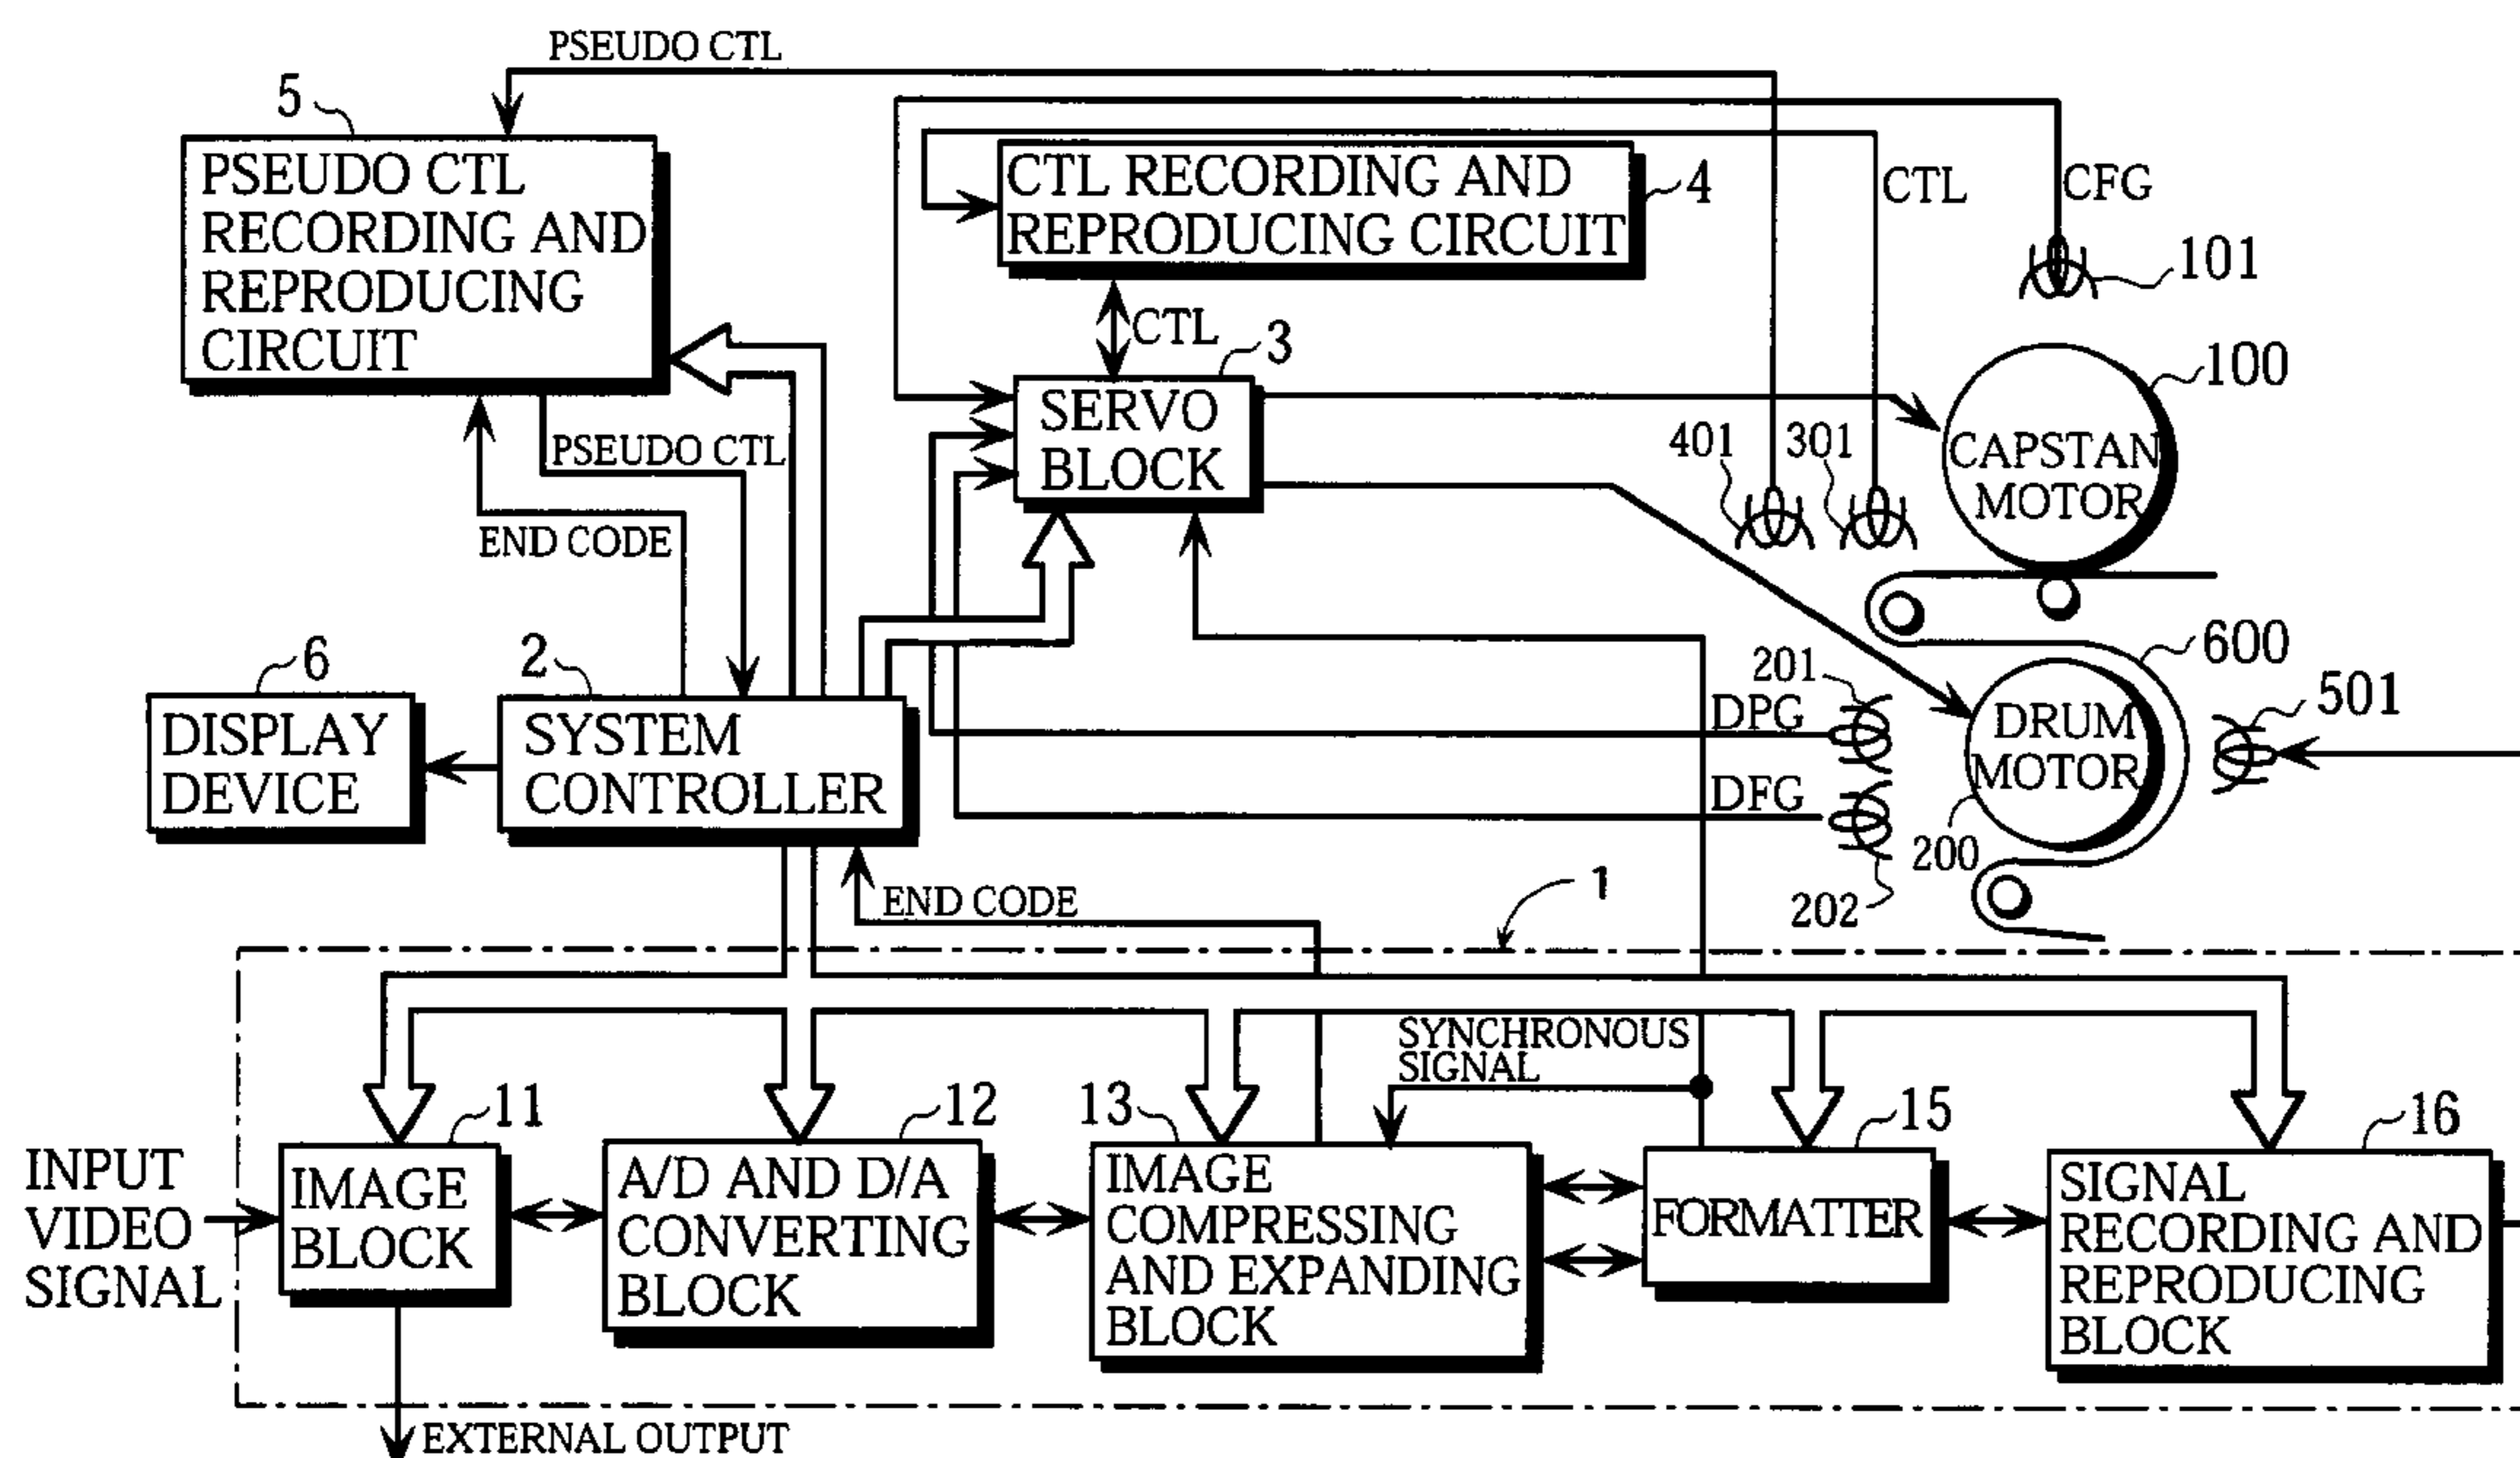 PSEUDO CTL
5
PSEUDO CTL
RECORDING AND
REPRODUCING
CIRCUIT
CTL RECORDING AND
REPRODUCING CIRCUIT
4
CTL
CFG
101
CTL
3
SERVO
BLOCK
100
CAPSTAN
MOTOR
401
301
PSEUDO CTL
END CODE
6
DISPLAY
DEVICE
2
SYSTEM
CONTROLLER
600
201
DPG
DRUM
MOTOR
501
DFG
200
202
END CODE
1
SYNCHRONOUS
SIGNAL
INPUT
VIDEO
SIGNAL
11
IMAGE
BLOCK
12
A/D AND D/A
CONVERTING
BLOCK
13
IMAGE
COMPRESSING
AND EXPANDING
BLOCK
15
FORMATTER
16
SIGNAL
RECORDING AND
REPRODUCING
BLOCK
EXTERNAL OUTPUT